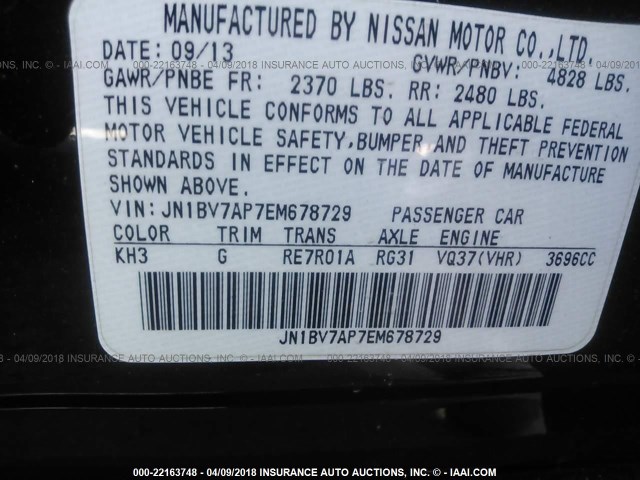 MANUFACTURED BY NISSAN MOTOR CO.,LTD.
DATE: 09/13 GVWR/PNBV: 4828 LBS.
GAWR/PNBE FR: 2370 LBS. RR: 2480 LBS.
THIS VEHICLE CONFORMS TO ALL APPLICABLE FEDERAL
MOTOR VEHICLE SAFETY, BUMPER, AND THEFT PREVENTION
STANDARDS IN EFFECT ON THE DATE OF MANUFACTURE
SHOWN ABOVE.
VIN: JN1BV7AP7EM678729 PASSENGER CAR
COLOR TRIM TRANS AXLE ENGINE
KH3 G RE7R01A RG31 VQ37(VHR) 3696CC
JN1BV7AP7EM678729
000-22163748 - 04/09/2018 INSURANCE AUTO AUCTIONS, INC. - © - IAAI.COM